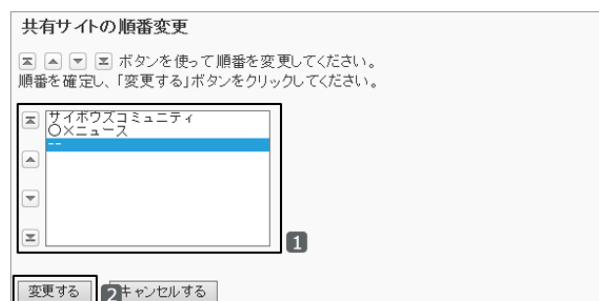 共有サイトの順番変更
ボタンを使って順番を変更してください。
順番を確定し、「変更する」ボタンをクリックしてください。
サイボウズコミュニティ
〇×ニュース
--
1
変更する 2 キャンセルする